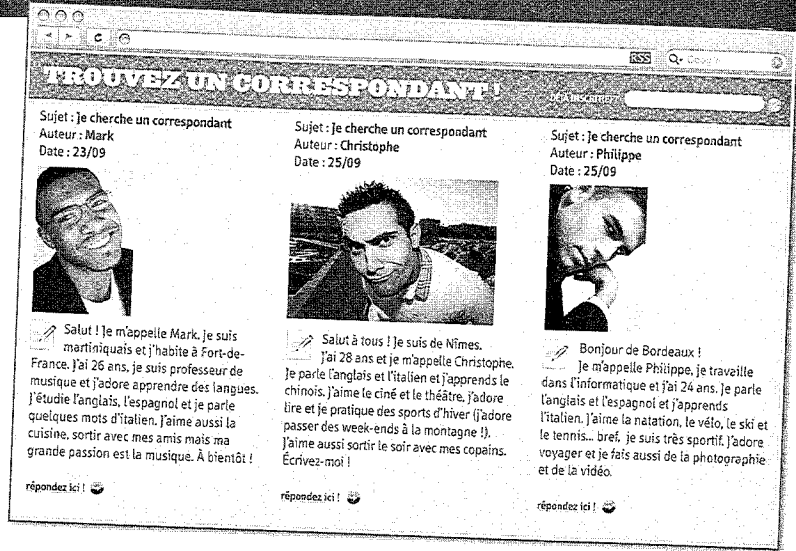 RSS
TROUVEZ UN CORRESPONDANT !
Sujet : Je cherche un correspondant
Auteur : Mark
Date : 23/09
Salut ! Je m'appelle Mark, je suis
martiniquais et j'habite à Fort-de-
France. J'ai 26 ans, je suis professeur de
musique et j'adore apprendre des langues.
J'étudie l'anglais, l'espagnol et je parle
quelques mots d'italien. J'aime aussi la
cuisine, sortir avec mes amis mais ma
grande passion est la musique. À bientôt !
répondez ici !
Sujet : Je cherche un correspondant
Auteur : Christophe
Date : 25/09
Salut à tous ! Je suis de Nîmes.
J'ai 28 ans et je m'appelle Christophe.
Je parle l'anglais et l'italien et j'apprends le
chinois. J'aime le ciné et le théâtre, j'adore
lire et je pratique des sports d'hiver (j'adore
passer des week-ends à la montagne !).
J'aime aussi sortir le soir avec mes copains.
Écrivez-moi !
répondez ici !
Sujet : Je cherche un correspondant
Auteur : Philippe
Date : 25/09
Bonjour de Bordeaux !
Je m'appelle Philippe, je travaille
dans l'informatique et j'ai 24 ans. Je parle
l'anglais et l'espagnol et j'apprends
l'italien. J'aime la natation, le vélo, le ski et
le tennis... bref, je suis très sportif. J'adore
voyager et je fais aussi de la photographie
et de la vidéo.
répondez ici !